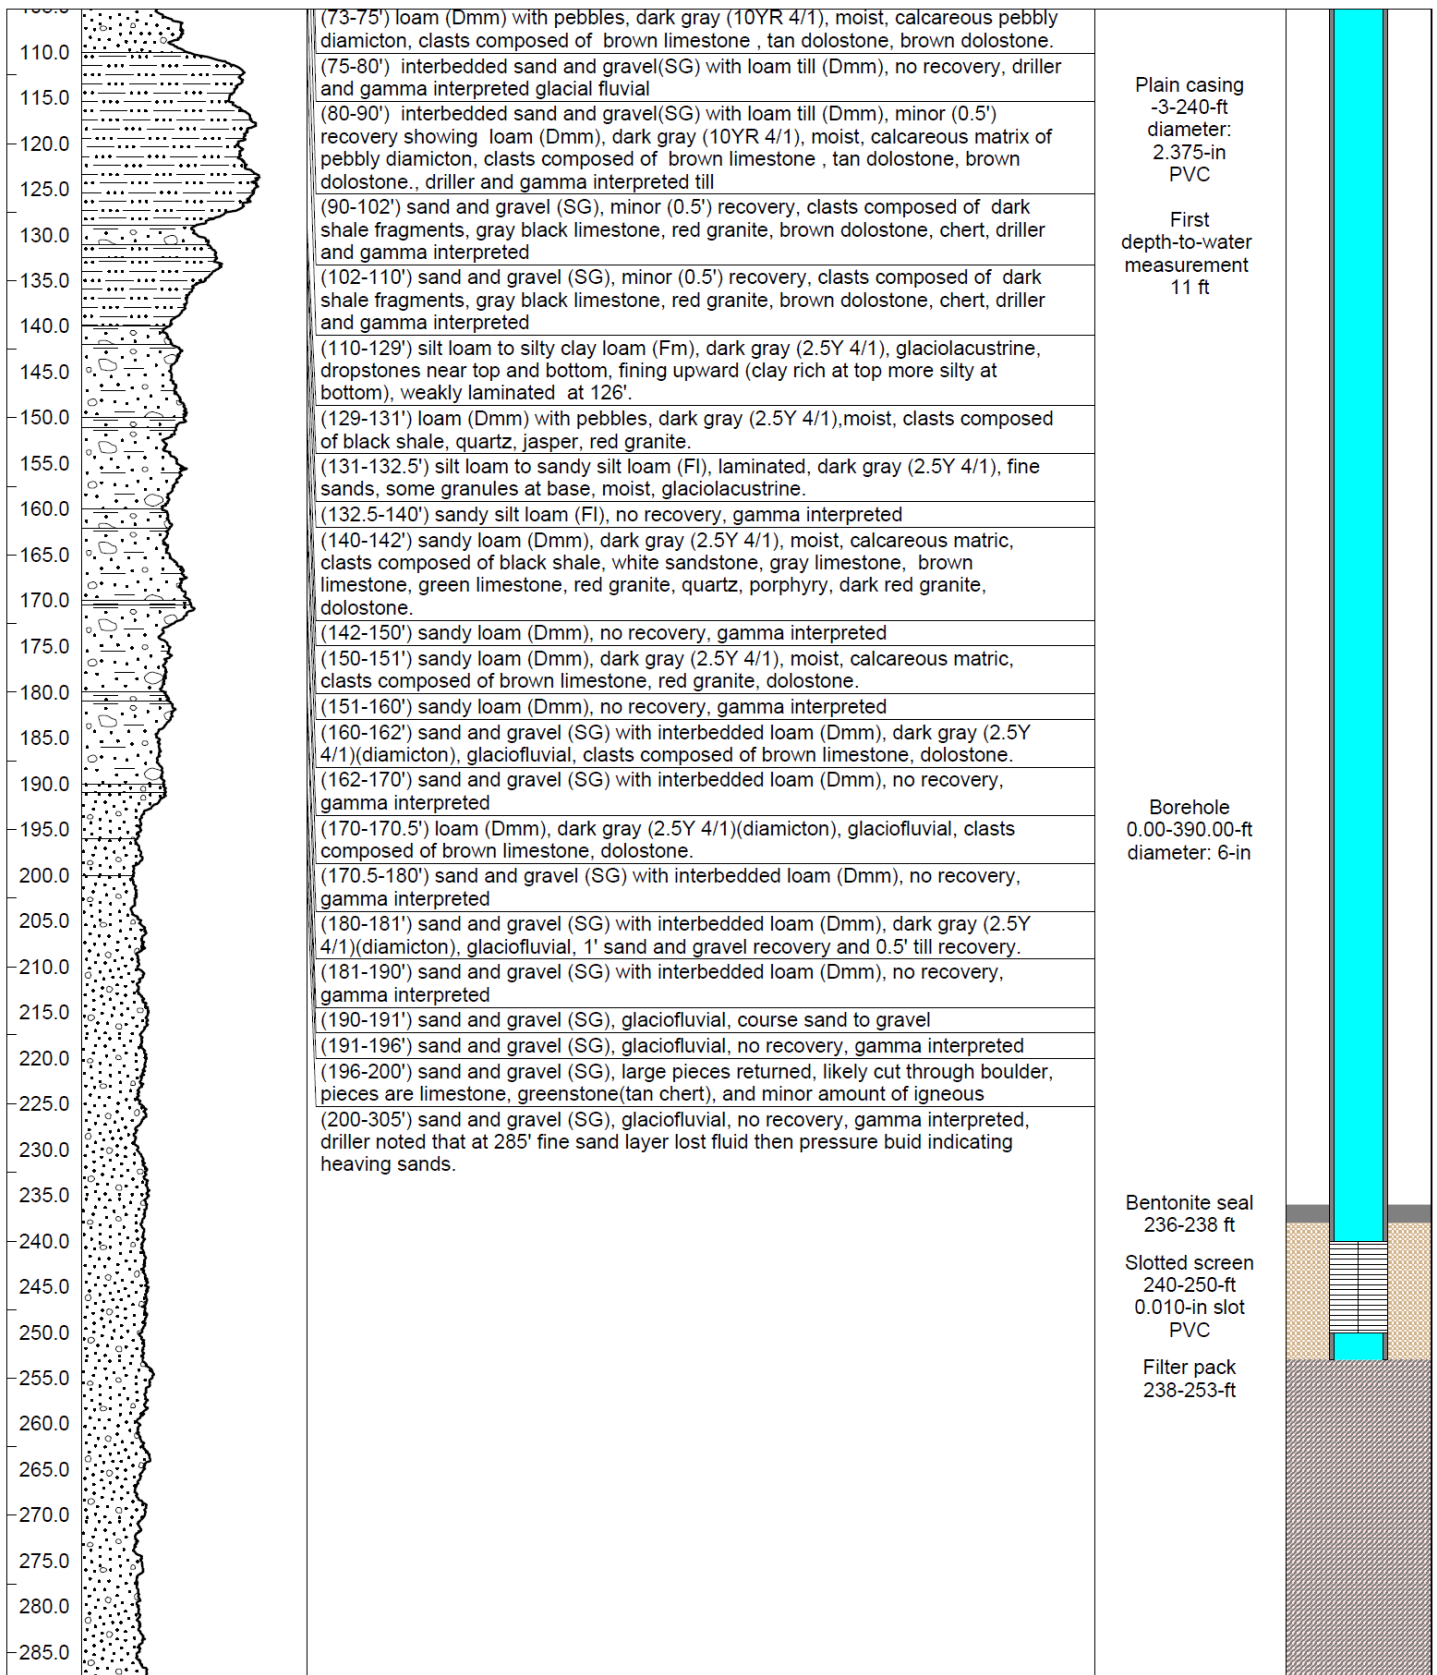 110.0
115.0
120.0
125.0
130.0
135.0
140.0
145.0
150.0
155.0
160.0
165.0
170.0
175.0
180.0
185.0
190.0
195.0
200.0
205.0
210.0
215.0
220.0
225.0
230.0
235.0
240.0
245.0
250.0
255.0
260.0
265.0
270.0
275.0
280.0
285.0
(73-75') loam (Dmm) with pebbles, dark gray (10YR 4/1), moist, calcareous pebbly
diamicton, clasts composed of brown limestone , tan dolostone, brown dolostone.
(75-80') interbedded sand and gravel(SG) with loam till (Dmm), no recovery, driller
and gamma interpreted glacial fluvial
(80-90') interbedded sand and gravel(SG) with loam till (Dmm), minor (0.5')
recovery showing loam (Dmm), dark gray (10YR 4/1), moist, calcareous matrix of
pebbly diamicton, clasts composed of brown limestone , tan dolostone, brown
dolostone., driller and gamma interpreted till
(90-102') sand and gravel (SG), minor (0.5') recovery, clasts composed of dark
shale fragments, gray black limestone, red granite, brown dolostone, chert, driller
and gamma interpreted
(102-110') sand and gravel (SG), minor (0.5') recovery, clasts composed of dark
shale fragments, gray black limestone, red granite, brown dolostone, chert, driller
and gamma interpreted
(110-129') silt loam to silty clay loam (Fm), dark gray (2.5Y 4/1), glaciolacustrine,
dropstones near top and bottom, fining upward (clay rich at top more silty at
bottom), weakly laminated at 126'.
(129-131') loam (Dmm) with pebbles, dark gray (2.5Y 4/1),moist, clasts composed
of black shale, quartz, jasper, red granite.
(131-132.5') silt loam to sandy silt loam (Fl), laminated, dark gray (2.5Y 4/1), fine
sands, some granules at base, moist, glaciolacustrine.
(132.5-140') sandy silt loam (Fl), no recovery, gamma interpreted
(140-142') sandy loam (Dmm), dark gray (2.5Y 4/1), moist, calcareous matric,
clasts composed of black shale, white sandstone, gray limestone, brown
limestone, green limestone, red granite, quartz, porphyry, dark red granite,
dolostone.
(142-150') sandy loam (Dmm), no recovery, gamma interpreted
(150-151') sandy loam (Dmm), dark gray (2.5Y 4/1), moist, calcareous matric,
clasts composed of brown limestone, red granite, dolostone.
(151-160') sandy loam (Dmm), no recovery, gamma interpreted
(160-162') sand and gravel (SG) with interbedded loam (Dmm), dark gray (2.5Y
4/1)(diamicton), glaciofluvial, clasts composed of brown limestone, dolostone.
(162-170') sand and gravel (SG) with interbedded loam (Dmm), no recovery,
gamma interpreted
(170-170.5') loam (Dmm), dark gray (2.5Y 4/1)(diamicton), glaciofluvial, clasts
composed of brown limestone, dolostone.
(170.5-180') sand and gravel (SG) with interbedded loam (Dmm), no recovery,
gamma interpreted
(180-181') sand and gravel (SG) with interbedded loam (Dmm), dark gray (2.5Y
4/1)(diamicton), glaciofluvial, 1' sand and gravel recovery and 0.5' till recovery.
(181-190') sand and gravel (SG) with interbedded loam (Dmm), no recovery,
gamma interpreted
(190-191') sand and gravel (SG), glaciofluvial, course sand to gravel
(191-196') sand and gravel (SG), glaciofluvial, no recovery, gamma interpreted
(196-200') sand and gravel (SG), large pieces returned, likely cut through boulder,
pieces are limestone, greenstone(tan chert), and minor amount of igneous
(200-305') sand and gravel (SG), glaciofluvial, no recovery, gamma interpreted,
driller noted that at 285' fine sand layer lost fluid then pressure buid indicating
heaving sands.
Plain casing
-3-240-ft
diameter:
2.375-in
PVC
First
depth-to-water
measurement
11 ft
Borehole
0.00-390.00-ft
diameter: 6-in
Bentonite seal
236-238 ft
Slotted screen
240-250-ft
0.010-in slot
PVC
Filter pack
238-253-ft